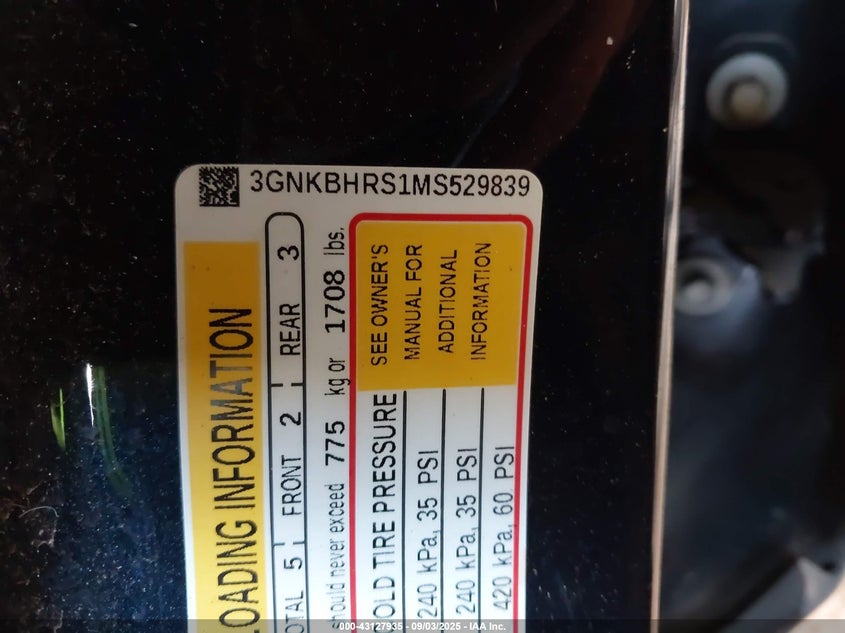 3GNKBHRS1MS529839
LOADING INFORMATION
OTAL 5 FRONT 2 REAR 3
should never exceed 775 kg or 1708 lbs.
OLD TIRE PRESSURE
240 kPa, 35 PSI
240 kPa, 35 PSI
420 kPa, 60 PSI
SEE OWNER'S
MANUAL FOR
ADDITIONAL
INFORMATION
000-43127935 - 09/03/2025 - IAA Inc.